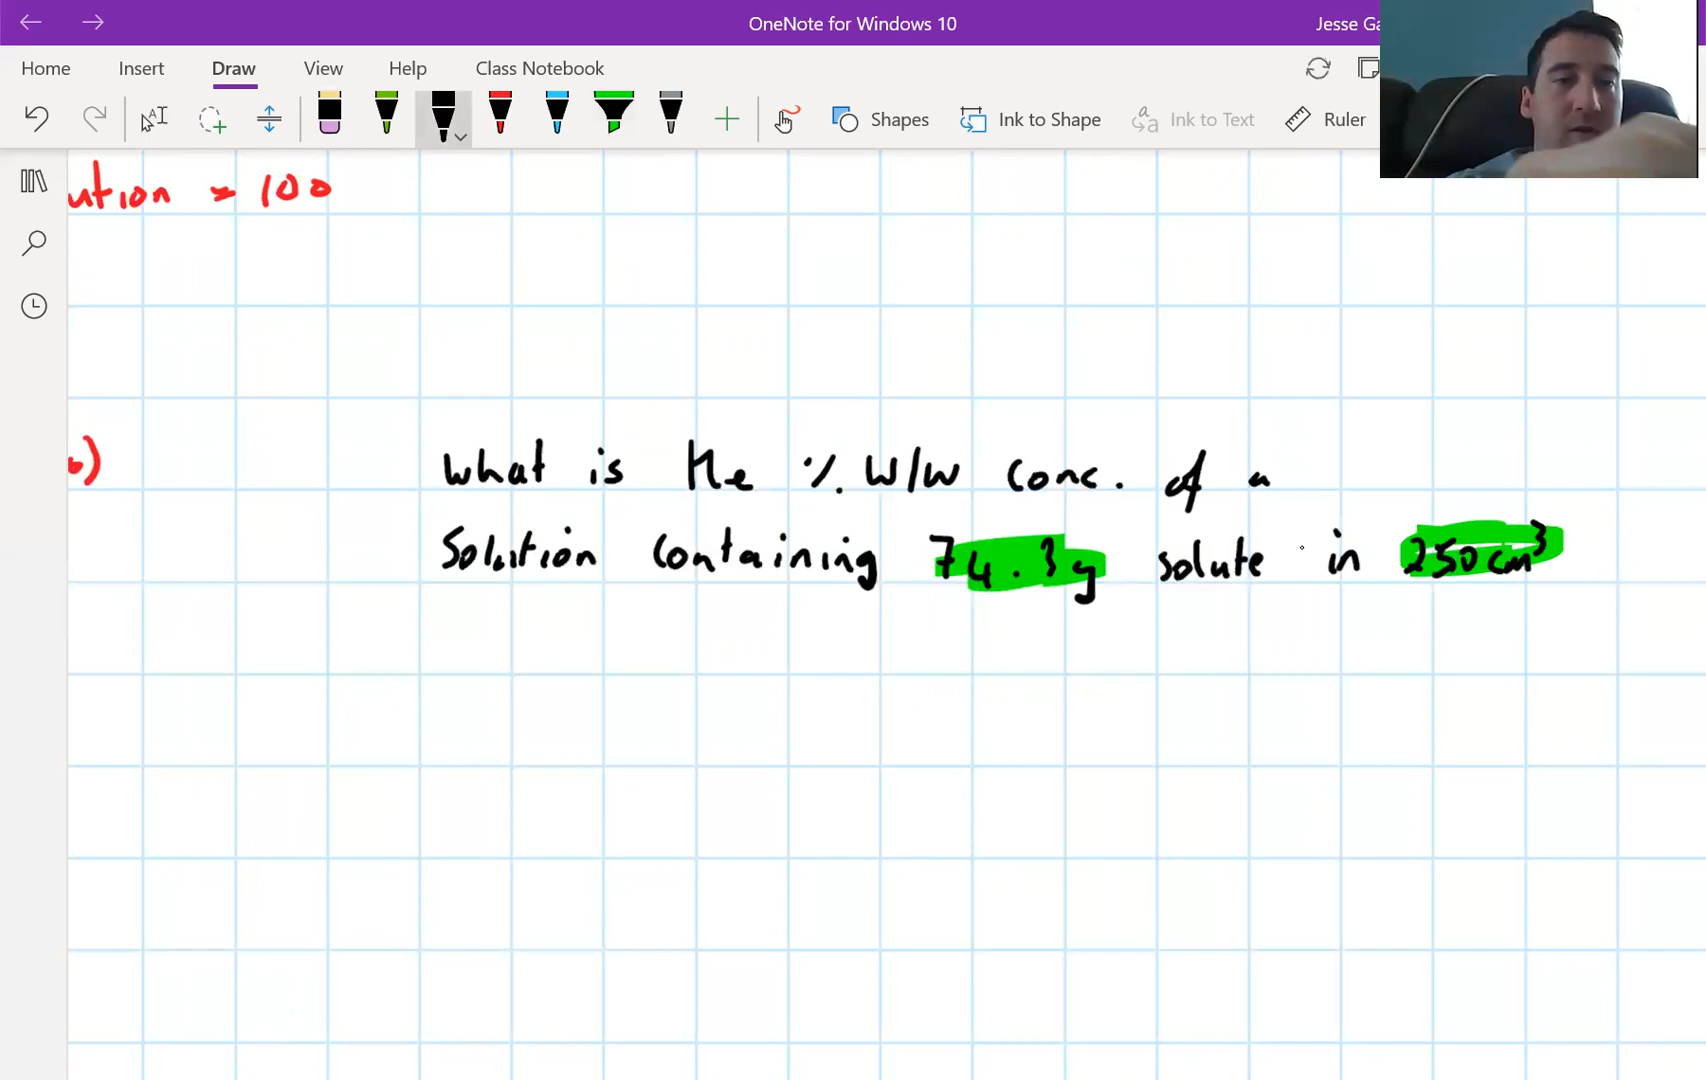 OneNote for Windows 10
Jesse Ga
Home Insert Draw View Help Class Notebook
Shapes Ink to Shape Ink to Text Ruler
ution = 100
What is the % W/W conc. of a
Solution containing 74.3g solute in 250cm³